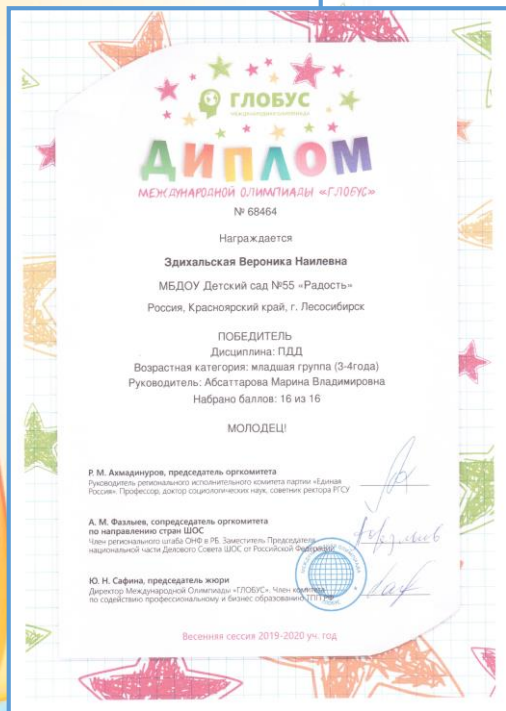 ГЛОБУС
МЕЖДУНАРОДНАЯ ОЛИМПИАДА
ДИПЛОМ
МЕЖДУНАРОДНОЙ ОЛИМПИАДЫ «ГЛОБУС»
№ 68464
Награждается
Здихальская Вероника Наилевна
МБДОУ Детский сад №55 «Радость»
Россия, Красноярский край, г. Лесосибирск
ПОБЕДИТЕЛЬ
Дисциплина: ПДД
Возрастная категория: младшая группа (3-4года)
Руководитель: Абсаттарова Марина Владимировна
Набрано баллов: 16 из 16
МОЛОДЕЦ!
Р. М. Ахмадинуров, председатель оргкомитета
Руководитель регионального исполнительного комитета партии «Единая
Россия». Профессор, доктор социологических наук, советник ректора РГСУ
А. М. Фазлыев, сопредседатель оргкомитета
по направлению стран ШОС
Член регионального штаба ОНФ в РБ. Заместитель Председателя
национальной части Делового Совета ШОС от Российской Федерации
Ю. Н. Сафина, председатель жюри
Директор Международной Олимпиады «ГЛОБУС». Член комитета
по содействию профессиональному и бизнес образованию ТПП РФ
МЕЖДУНАРОДНАЯ ОЛИМПИАДА
ГЛОБУС
Весенняя сессия 2019-2020 уч. год